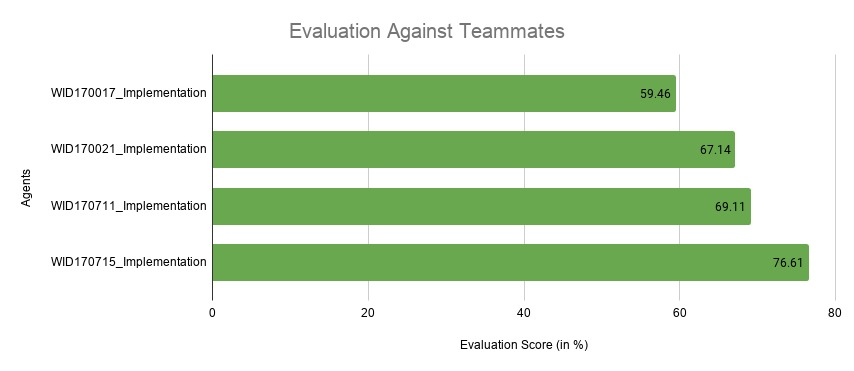 Evaluation Against Teammates
Agents
WID170017_Implementation
59.46
WID170021_Implementation
67.14
WID170711_Implementation
69.11
WID170715_Implementation
76.61
0
20
40
60
80
Evaluation Score (in %)